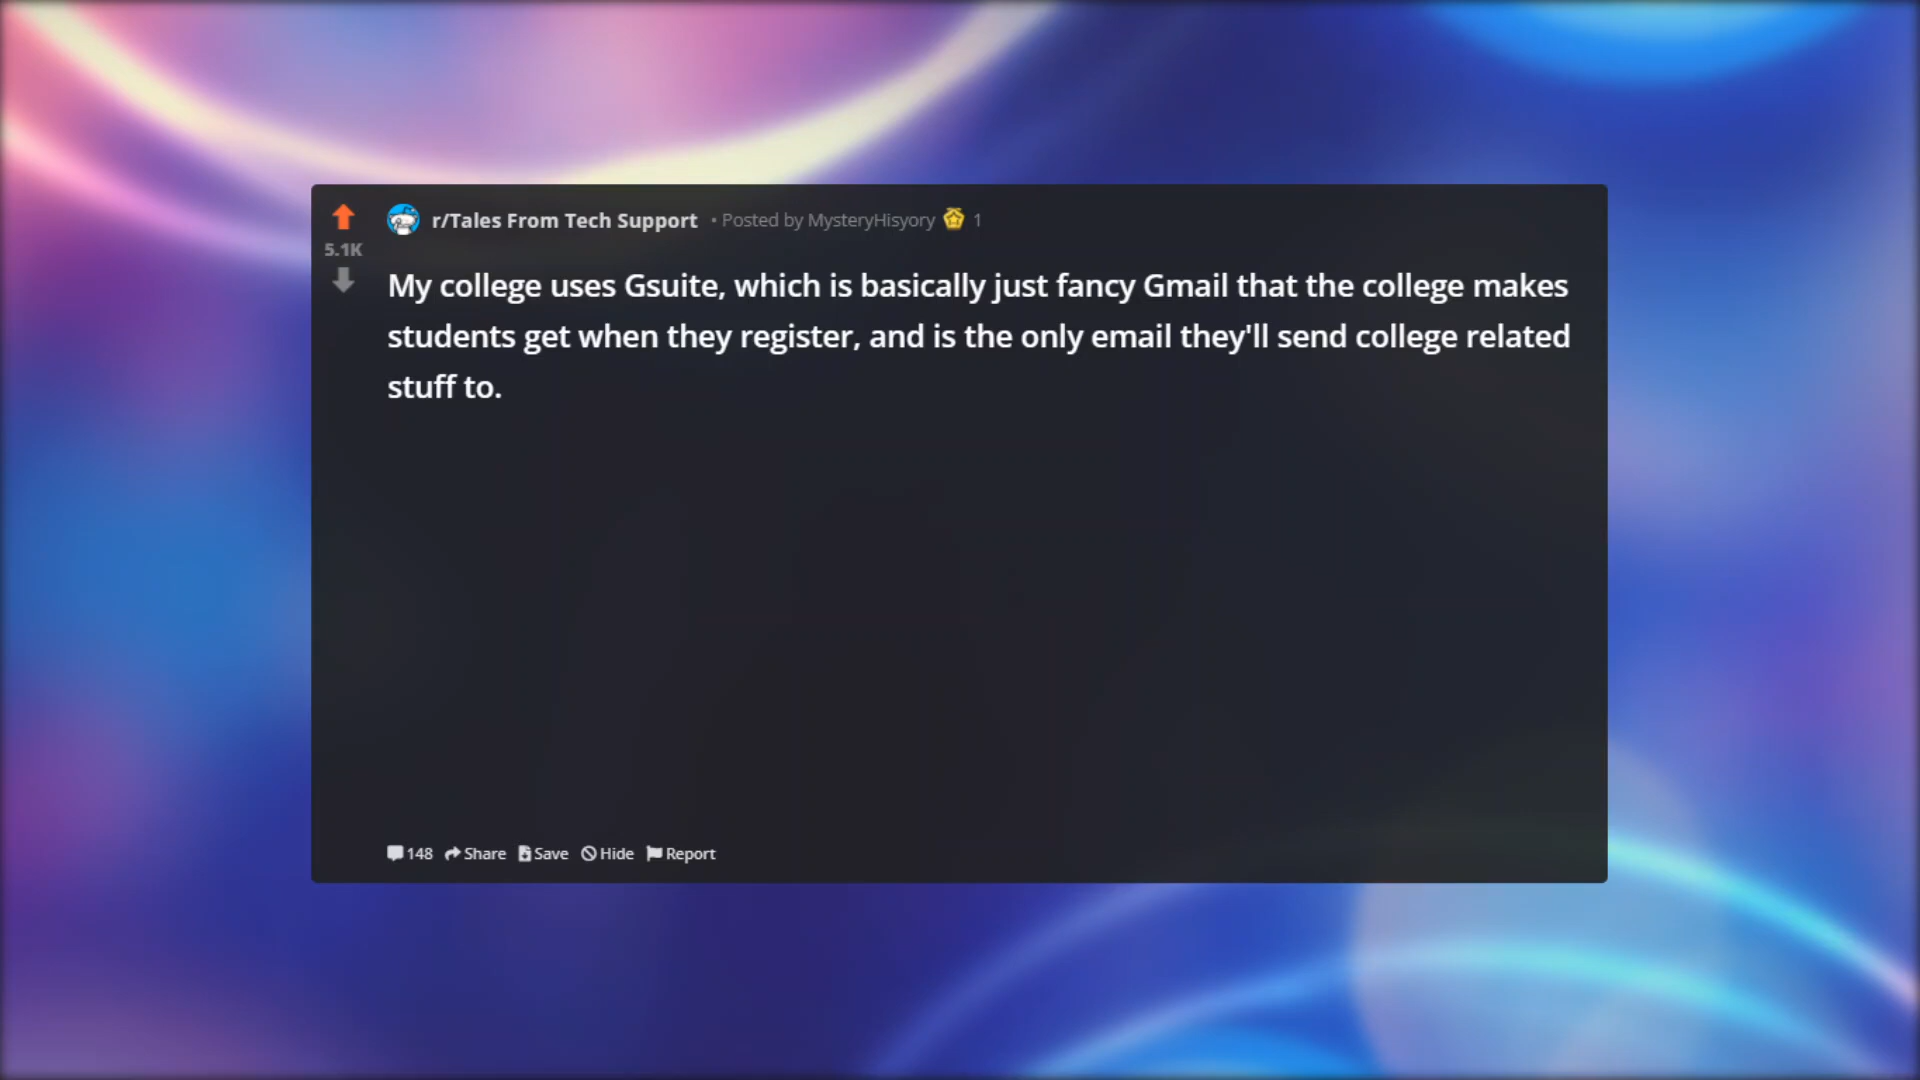 r/Tales From Tech Support • Posted by MysteryHisyory 1
5.1K
My college uses Gsuite, which is basically just fancy Gmail that the college makes
students get when they register, and is the only email they'll send college related
stuff to.
148 Share Save Hide Report